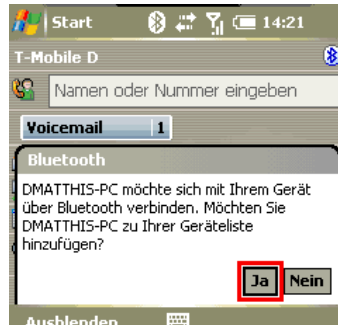 Start 14:21
T-Mobile D
Namen oder Nummer eingeben
Voicemail 1
Bluetooth
DMATTHIS-PC möchte sich mit Ihrem Gerät
über Bluetooth verbinden. Möchten Sie
DMATTHIS-PC zu Ihrer Geräteliste
hinzufügen?
Ja Nein
Ausblenden